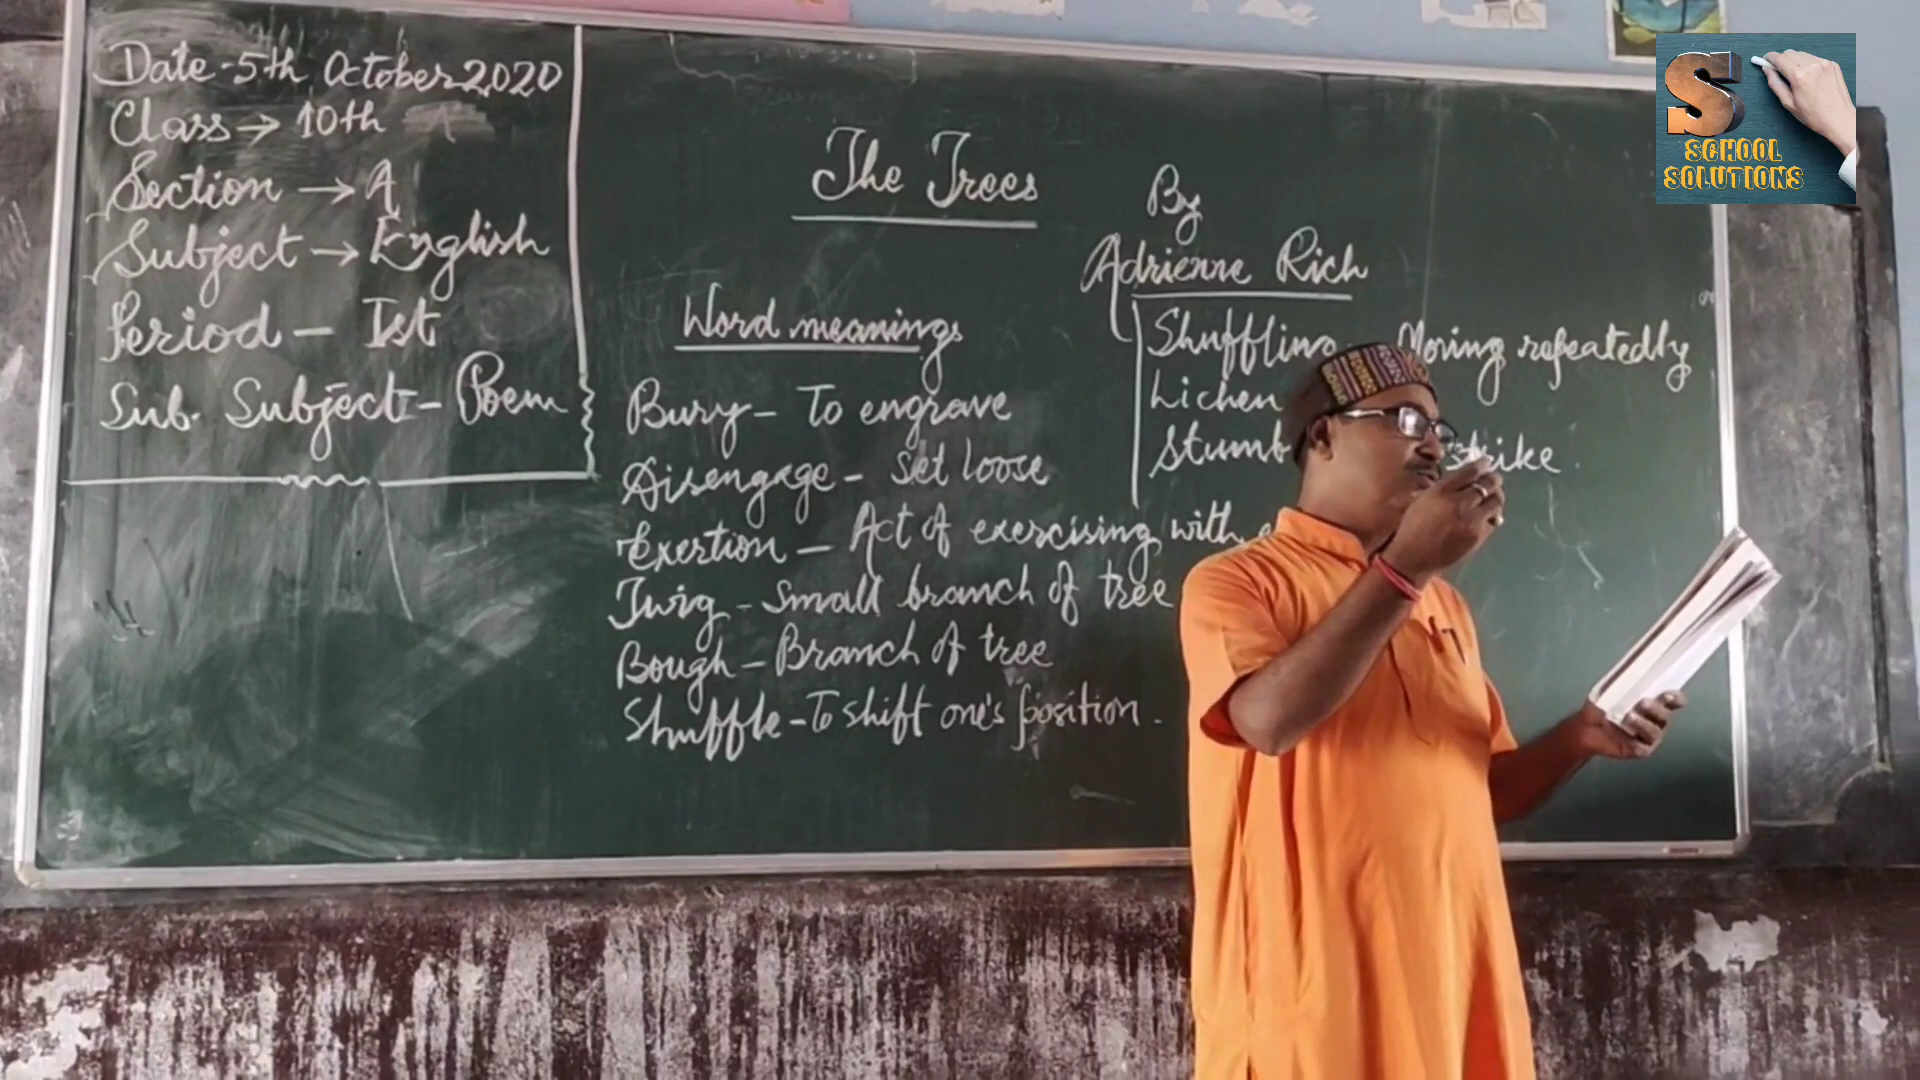 Date - 5th October 2020
Class → 10th A
Section → A
Subject → English
Period - Ist
Sub. Subject - Poem
The Trees
By
Adrienne Rich
Word meanings
Bury - To engrave
Disengage - Set loose
Exertion - Act of exercising with
Twig - Small branch of tree
Bough - Branch of tree
Shuffle - To shift one's position -
Shuffling Moving repeatedly
Lichen
Stumb strike
S
SCHOOL
SOLUTIONS